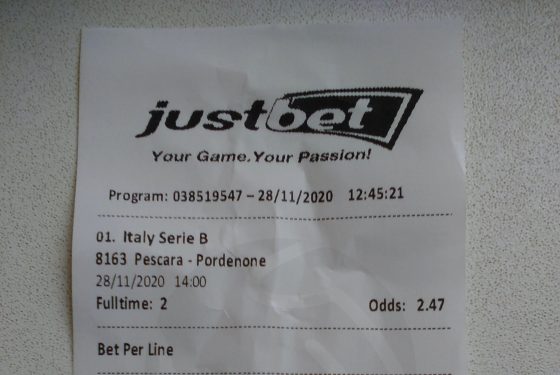 justbet
Your Game.Your Passion!
Program: 038519547 – 28/11/2020 12:45:21
01. Italy Serie B
8163 Pescara - Pordenone
28/11/2020 14:00
Fulltime: 2 Odds: 2.47
Bet Per Line